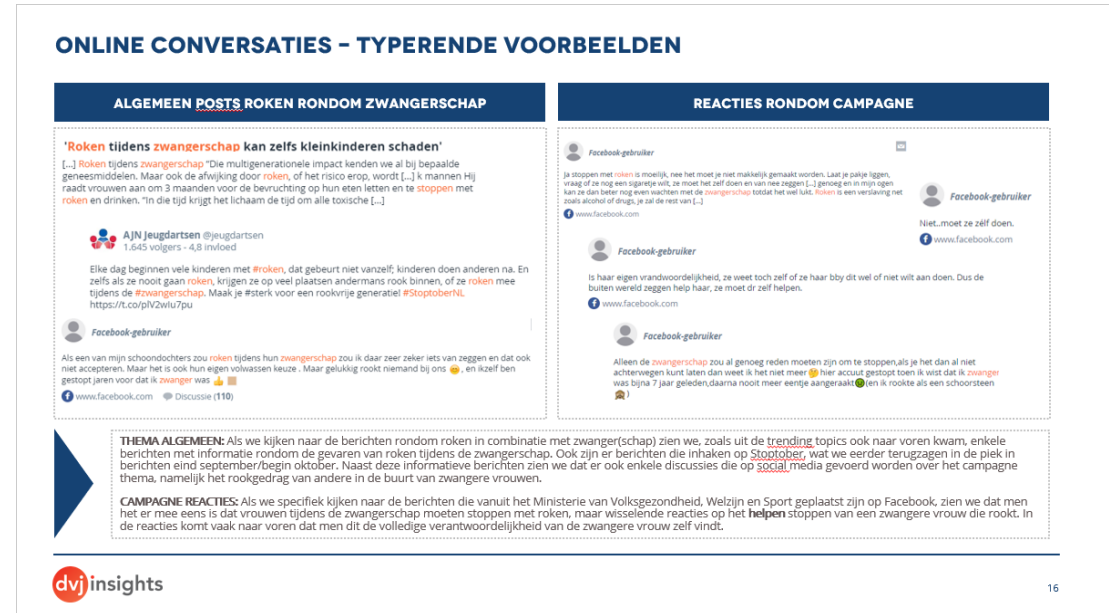 ONLINE CONVERSATIES – TYPERENDE VOORBEELDEN
ALGEMEEN POSTS ROKEN RONDOM ZWANGERSCHAP
'Roken tijdens zwangerschap kan zelfs kleinkinderen schaden'
[...] Roken tijdens zwangerschap "Die multigenerationele impact kenden we al bij bepaalde
geneesmiddelen. Maar ook de afwijking door roken, of het risico erop, wordt [...] k mannen Hij
raadt vrouwen aan om 3 maanden voor de bevruchting op hun eten letten en te stoppen met
roken en drinken. "In die tijd krijgt het lichaam de tijd om alle toxische [...]
AJN Jeugdartsen @jeugdartsen
1.645 volgers - 4,8 invloed
Elke dag beginnen vele kinderen met #roken, dat gebeurt niet vanzelf; kinderen doen anderen na. En
zelfs als ze nooit gaan roken, krijgen ze op veel plaatsen andermans rook binnen, of ze roken mee
tijdens de #zwangerschap. Maak je #sterk voor een rookvrije generatie! #StoptoberNL
https://t.co/plV2wIu7pu
Facebook-gebruiker
Als een van mijn schoondochters zou roken tijdens hun zwangerschap zou ik daar zeer zeker iets van zeggen en dat ook
niet accepteren. Maar het is ook hun eigen volwassen keuze . Maar gelukkig rookt niemand bij ons 😊, en ikzelf ben
gestopt jaren voor dat ik zwanger was 👍🏼
www.facebook.com Discussie (110)
REACTIES RONDOM CAMPAGNE
Facebook-gebruiker
Ja stoppen met roken is moeilijk, nee het moet je niet makkelijk gemaakt worden. Laat je pakje liggen,
vraag of ze nog een sigaretje wilt, ze moet het zelf doen en van nee zeggen [...] genoeg en in mijn ogen
kan ze dan beter nog even wachten met de zwangerschap totdat het wel lukt. Roken is een verslaving net
zoals alcohol of drugs, je zal de rest van [...]
www.facebook.com
Facebook-gebruiker
Niet..moet ze zélf doen.
www.facebook.com
Facebook-gebruiker
Is haar eigen vrandwoordelijkheid, ze weet toch zelf of ze haar bby dit wel of niet wilt aan doen. Dus de
buiten wereld zeggen help haar, ze moet dr zelf helpen.
www.facebook.com
Facebook-gebruiker
Alleen de zwangerschap zou al genoeg reden moeten zijn om te stoppen,als je het dan al niet
achterwegen kunt laten dan weet ik het niet meer🤔 hier accuut gestopt toen ik wist dat ik zwanger
was bijna 7 jaar geleden,daarna nooit meer eentje aangeraakt🤢(en ik rookte als een schoorsteen
🙈)
THEMA ALGEMEEN: Als we kijken naar de berichten rondom roken in combinatie met zwanger(schap) zien we, zoals uit de trending topics ook naar voren kwam, enkele
berichten met informatie rondom de gevaren van roken tijdens de zwangerschap. Ook zijn er berichten die inhaken op Stoptober, wat we eerder terugzagen in de piek in
berichten eind september/begin oktober. Naast deze informatieve berichten zien we dat er ook enkele discussies die op social media gevoerd worden over het campagne
thema, namelijk het rookgedrag van andere in de buurt van zwangere vrouwen.
CAMPAGNE REACTIES: Als we specifiek kijken naar de berichten die vanuit het Ministerie van Volksgezondheid, Welzijn en Sport geplaatst zijn op Facebook, zien we dat men
het er mee eens is dat vrouwen tijdens de zwangerschap moeten stoppen met roken, maar wisselende reacties op het helpen stoppen van een zwangere vrouw die rookt. In
de reacties komt vaak naar voren dat men dit de volledige verantwoordelijkheid van de zwangere vrouw zelf vindt.
dvj insights
16